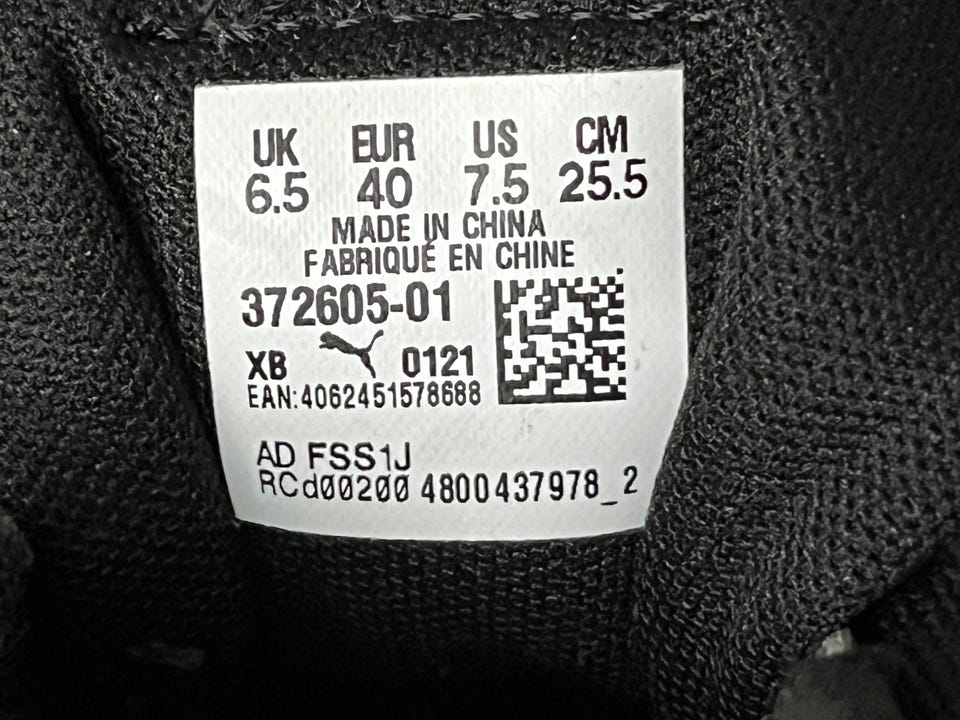 UK EUR US CM
6.5 40 7.5 25.5
MADE IN CHINA
FABRIQUÉ EN CHINE
372605-01
XB 0121
EAN:4062451578688
AD FSS1J
RCd00200 4800437978_2